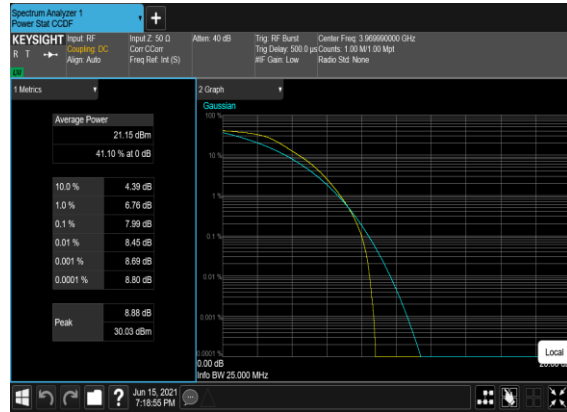 Spectrum Analyzer 1
Power Stat CCDF
+
KEYSIGHT
R T
Input: RF
Coupling: DC
Align: Auto
Input Z: 50 Ω
Corr CCorr
Freq Ref: Int (S)
Atten: 40 dB
Trig: RF Burst
Trig Delay: 500.0 µs
#IF Gain: Low
Center Freq: 3.969990000 GHz
Counts: 1.00 M/1.00 Mpt
Radio Std: None
1 Metrics
Average Power
21.15 dBm
41.10 % at 0 dB
10.0 % 4.39 dB
1.0 % 6.76 dB
0.1 % 7.99 dB
0.01 % 8.45 dB
0.001 % 8.69 dB
0.0001 % 8.80 dB
Peak
8.88 dB
30.03 dBm
2 Graph
Gaussian
100 %
10 %
1 %
0.1 %
0.01 %
0.001 %
0.0001 %
0.00 dB
Info BW 25.000 MHz
Local
?
Jun 15, 2021
7:18:55 PM